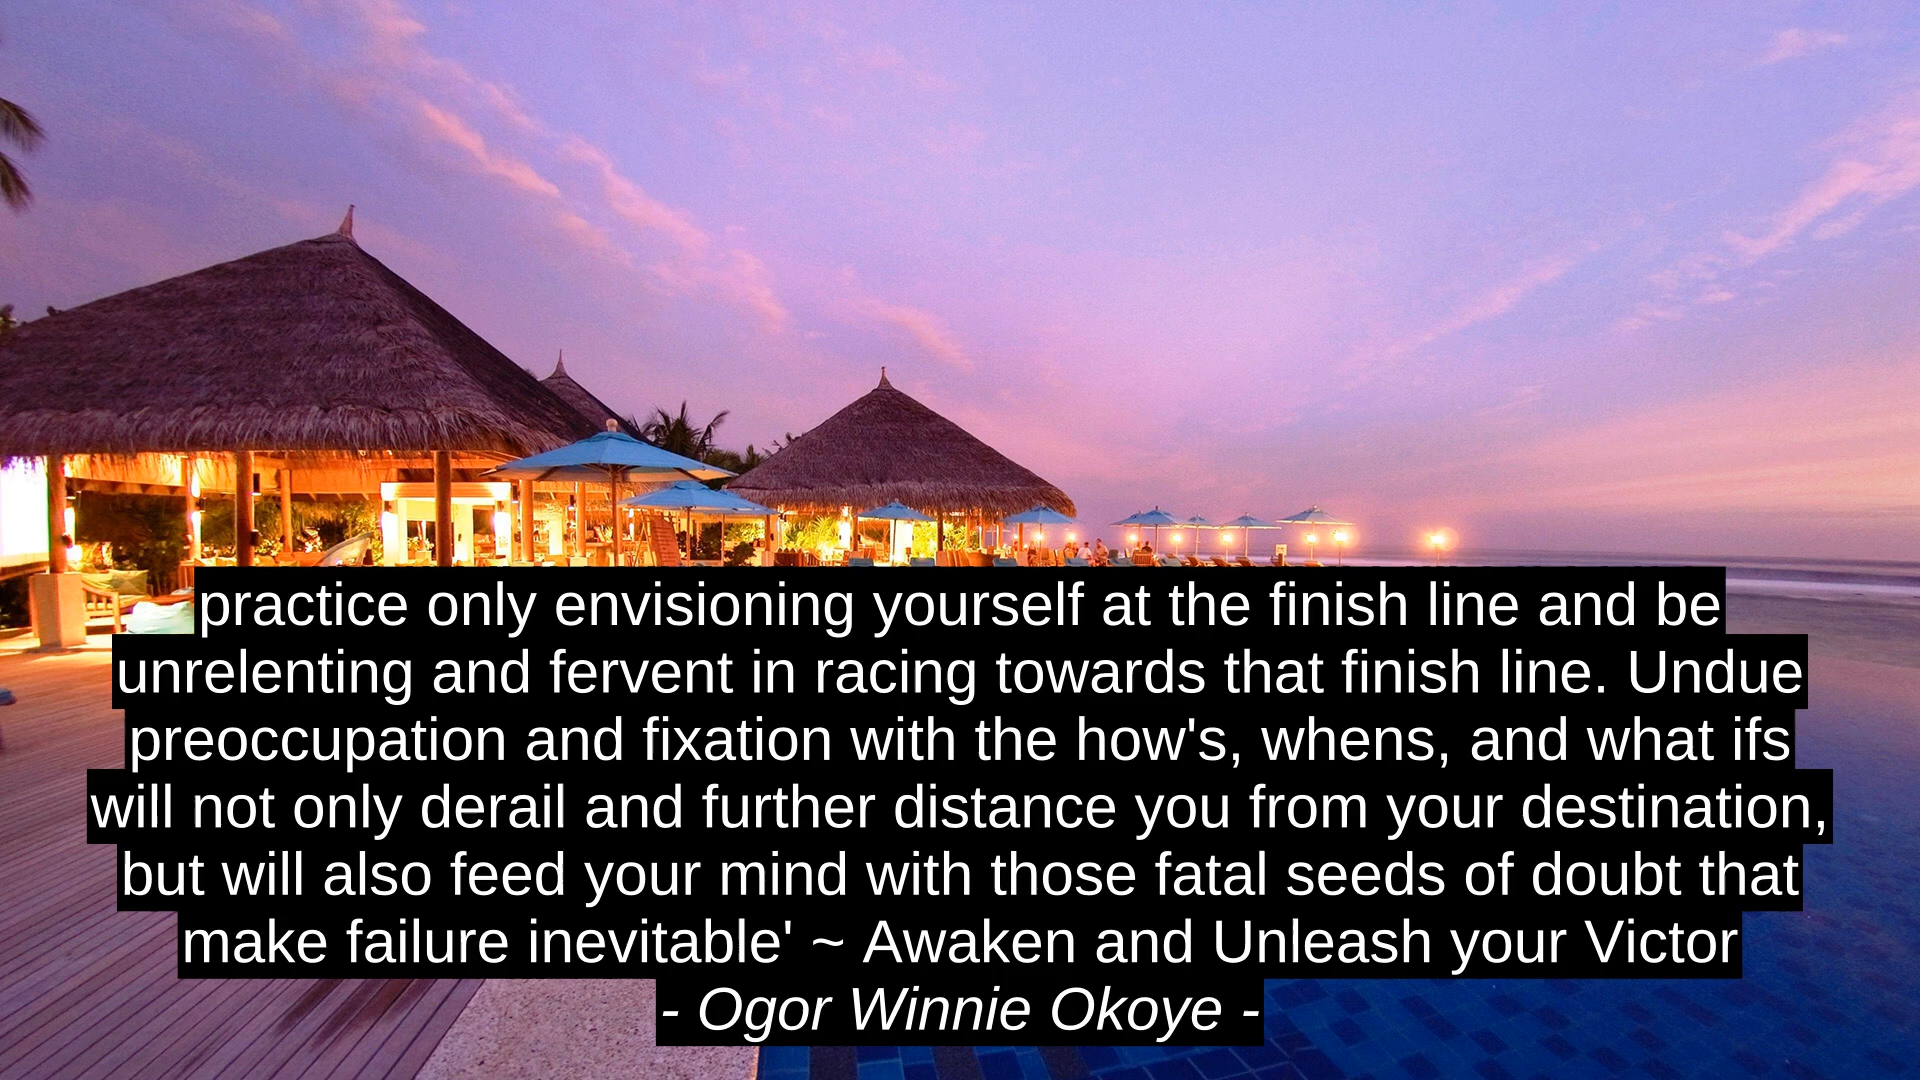 practice only envisioning yourself at the finish line and be
unrelenting and fervent in racing towards that finish line. Undue
preoccupation and fixation with the how's, whens, and what ifs
will not only derail and further distance you from your destination,
but will also feed your mind with those fatal seeds of doubt that
make failure inevitable' ~ Awaken and Unleash your Victor
- Ogor Winnie Okoye -